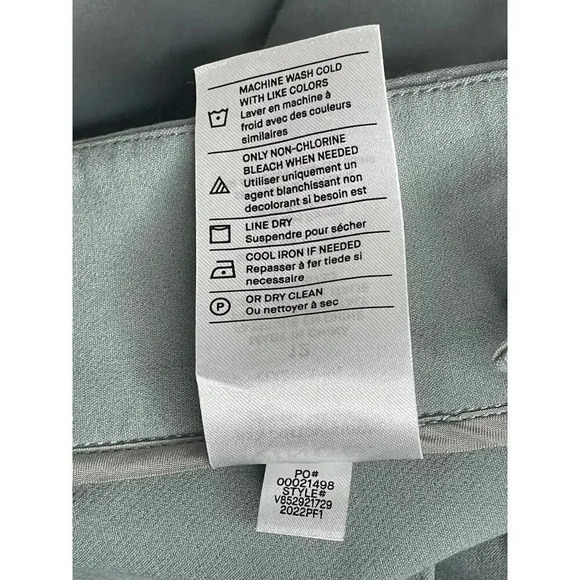 MACHINE WASH COLD
WITH LIKE COLORS
Laver en machine à
froid avec des couleurs
similaires
ONLY NON-CHLORINE
BLEACH WHEN NEEDED
Utiliser uniquement un
agent blanchissant non
decolorant si besoin est
LINE DRY
Suspendre pour sécher
COOL IRON IF NEEDED
Repasser à fer tiede si
necessaire
P
OR DRY CLEAN
Ou nettoyer à sec
PO#
00021498
STYLE#
V852921729
2022PF1